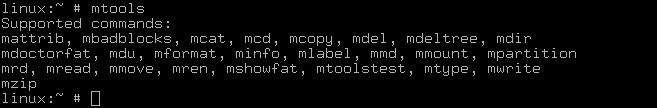 linux:~ # mtools
Supported commands:
mattrib, mbadblocks, mcat, mcd, mcopy, mdel, mdeltree, mdir
mdoctorfat, mdu, mformat, minfo, mlabel, mmd, mmount, mpartition
mrd, mread, mmove, mren, mshowfat, mtoolstest, mtype, mwrite
mzip
linux:~ #